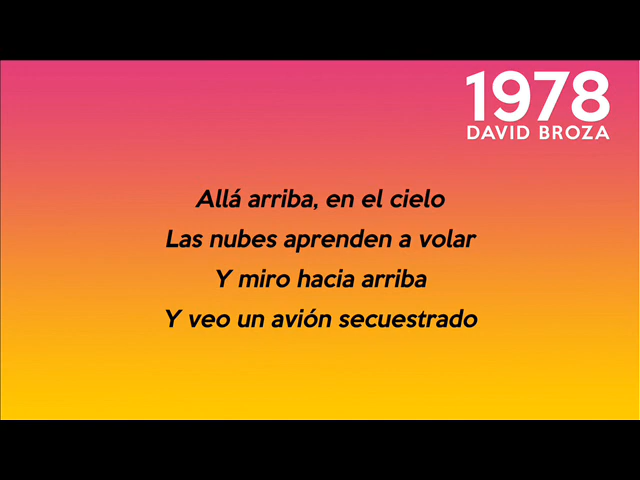 1978
DAVID BROZA
Allá arriba, en el cielo
Las nubes aprenden a volar
Y miro hacia arriba
Y veo un avión secuestrado